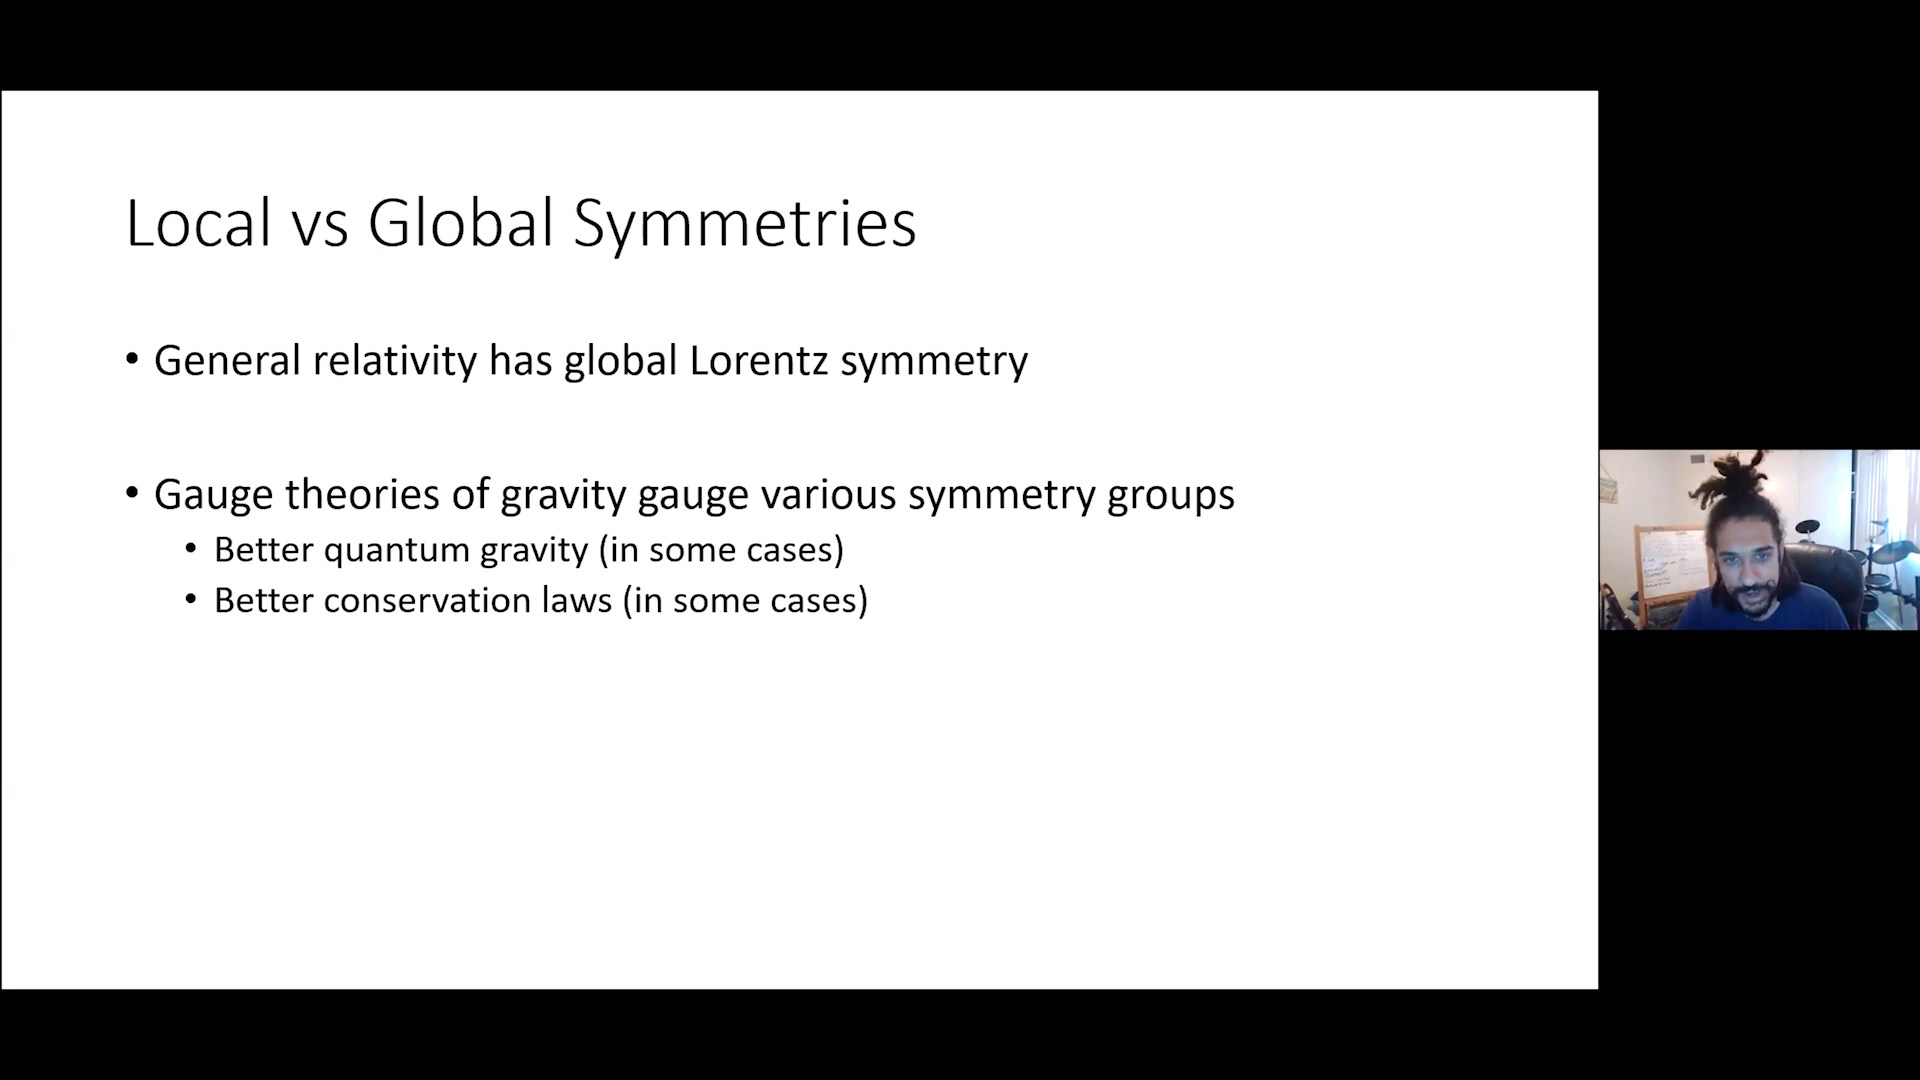 Local vs Global Symmetries
• General relativity has global Lorentz symmetry
• Gauge theories of gravity gauge various symmetry groups
• Better quantum gravity (in some cases)
• Better conservation laws (in some cases)